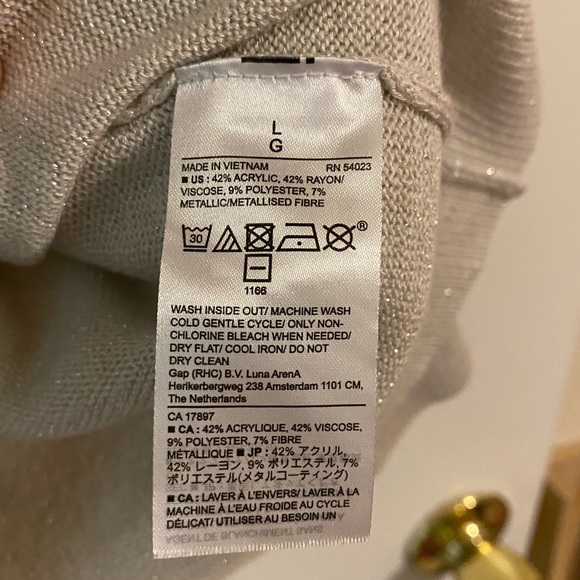 L
G
MADE IN VIETNAM RN 54023
■ US : 42% ACRYLIC, 42% RAYON/
VISCOSE, 9% POLYESTER, 7%
METALLIC/METALLISED FIBRE
30 ®
1166
WASH INSIDE OUT/ MACHINE WASH
COLD GENTLE CYCLE/ ONLY NON-
CHLORINE BLEACH WHEN NEEDED/
DRY FLAT/ COOL IRON/ DO NOT
DRY CLEAN
Gap (RHC) B.V. Luna ArenA
Herikerbergweg 238 Amsterdam 1101 CM,
The Netherlands
CA 17897
■ CA : 42% ACRYLIQUE, 42% VISCOSE,
9% POLYESTER, 7% FIBRE
MÉTALLIQUE ■ JP : 42% アクリル,
42% レーヨン, 9% ポリエステル, 7%
ポリエステル(メタルコーティング)
■ CA : LAVER À L'ENVERS/ LAVER À LA
MACHINE À L'EAU FROIDE AU CYCLE
DÉLICAT/ UTILISER AU BESOIN UN
AGENT DE BLANCHIMENT SANS